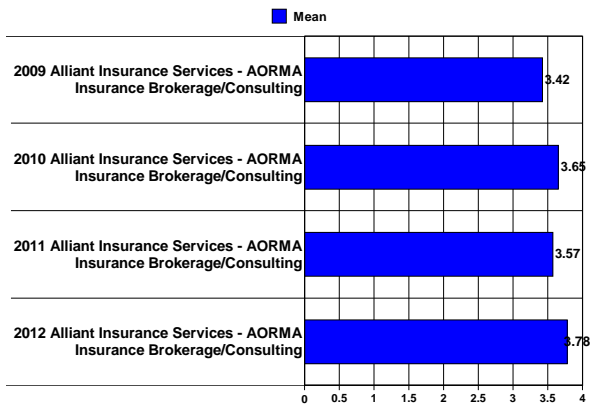 Mean
2009 Alliant Insurance Services - AORMA
Insurance Brokerage/Consulting
3.42
2010 Alliant Insurance Services - AORMA
Insurance Brokerage/Consulting
3.65
2011 Alliant Insurance Services - AORMA
Insurance Brokerage/Consulting
3.57
2012 Alliant Insurance Services - AORMA
Insurance Brokerage/Consulting
3.78
0 0.5 1 1.5 2 2.5 3 3.5 4